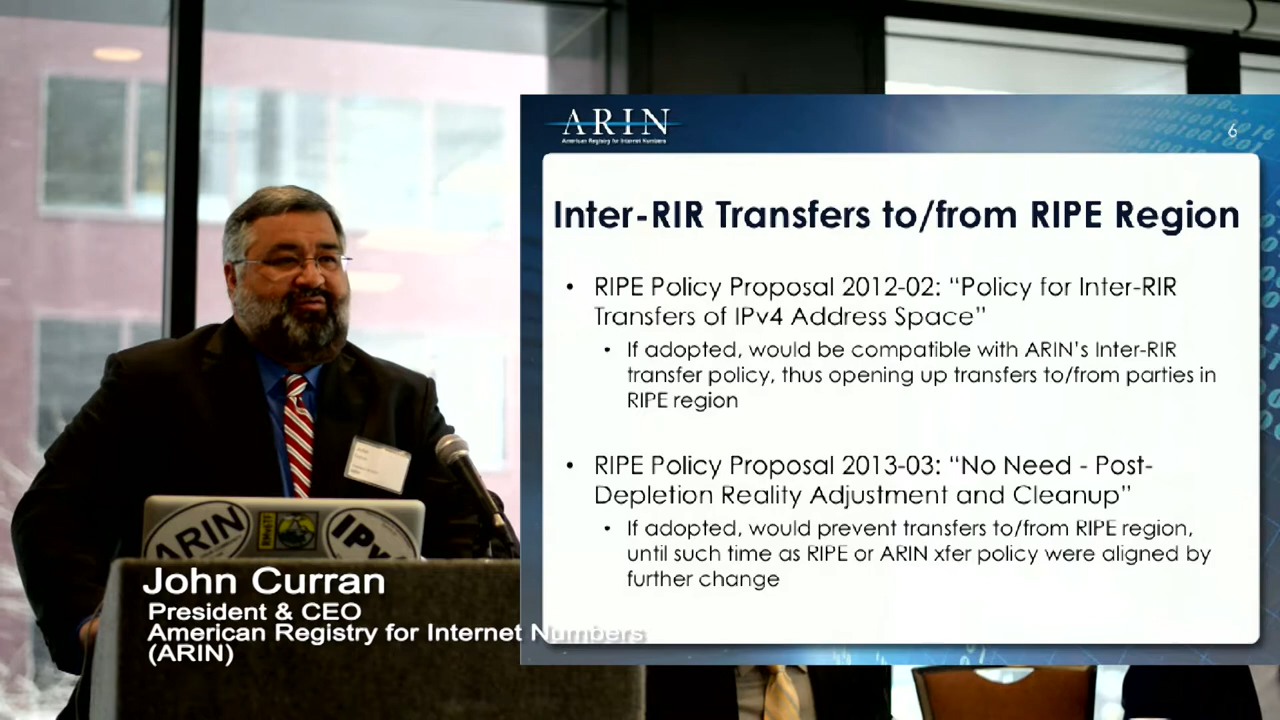 ARIN
American Registry for Internet Numbers
6
Inter-RIR Transfers to/from RIPE Region
• RIPE Policy Proposal 2012-02: “Policy for Inter-RIR
Transfers of IPv4 Address Space”
• If adopted, would be compatible with ARIN’s Inter-RIR
transfer policy, thus opening up transfers to/from parties in
RIPE region
• RIPE Policy Proposal 2013-03: “No Need - Post-
Depletion Reality Adjustment and Cleanup”
• If adopted, would prevent transfers to/from RIPE region,
until such time as RIPE or ARIN xfer policy were aligned by
further change
ARIN
IPv
John Curran
President & CEO
American Registry for Internet Numbers
(ARIN)